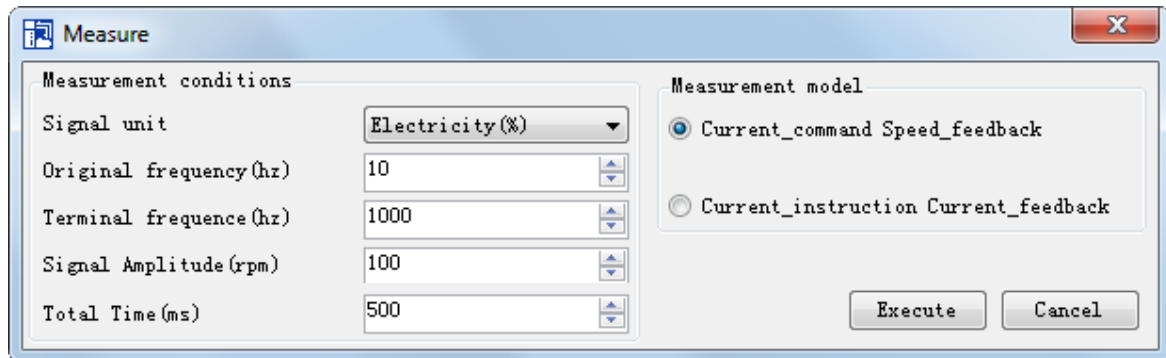 Measure
Measurement conditions
Signal unit
Electricity(%)
Original frequency(hz)
10
Terminal frequence(hz)
1000
Signal Amplitude(rpm)
100
Total Time(ms)
500
Measurement model
Current_command Speed_feedback
Current_instruction Current_feedback
Execute
Cancel